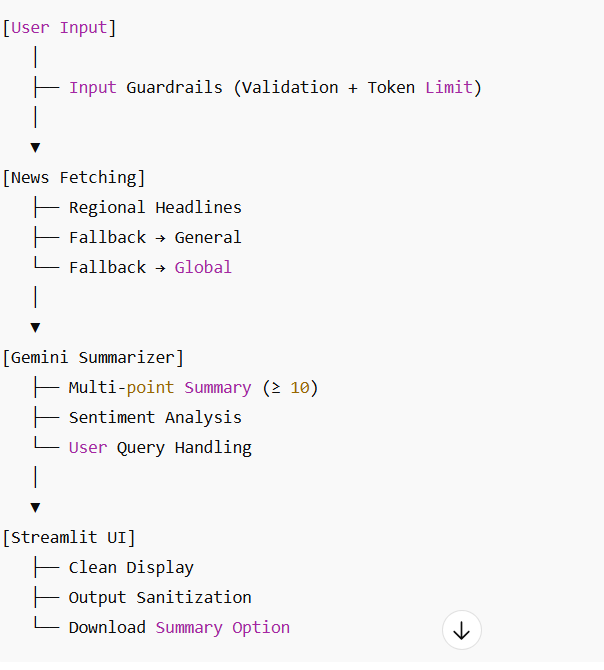 [User Input]
│
├── Input Guardrails (Validation + Token Limit)
│
▼
[News Fetching]
├── Regional Headlines
├── Fallback → General
└── Fallback → Global
│
▼
[Gemini Summarizer]
├── Multi-point Summary (≥ 10)
├── Sentiment Analysis
└── User Query Handling
│
▼
[Streamlit UI]
├── Clean Display
├── Output Sanitization
└── Download Summary Option